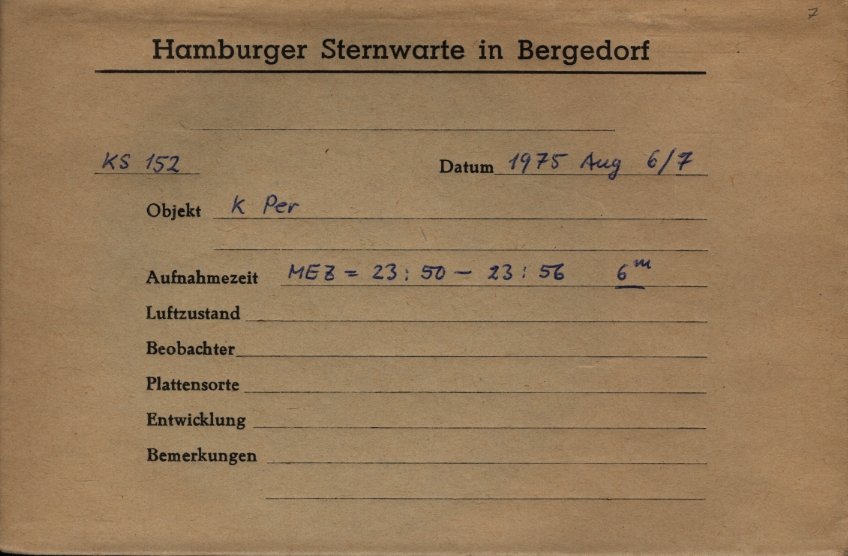 7
Hamburger Sternwarte in Bergedorf
KS 152 Datum 1975 Aug 6/7
Objekt K Per
Aufnahmezeit MEZ = 23 : 50 — 23 : 56 6ᵐ
Luftzustand
Beobachter
Plattensorte
Entwicklung
Bemerkungen